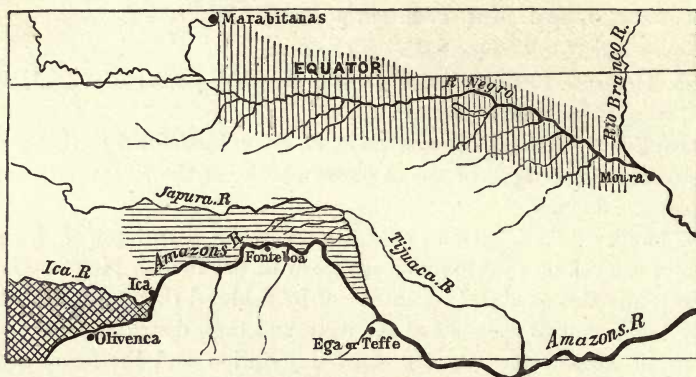 Marabitanas
EQUATOR
R. Negro
Rio Branco R.
Moura
Japura.R
Amazons R.
Fonteboa
Tijuaca.R
Ica.R
Ica
Olivenca
Ega or Teffe
Amazons.R